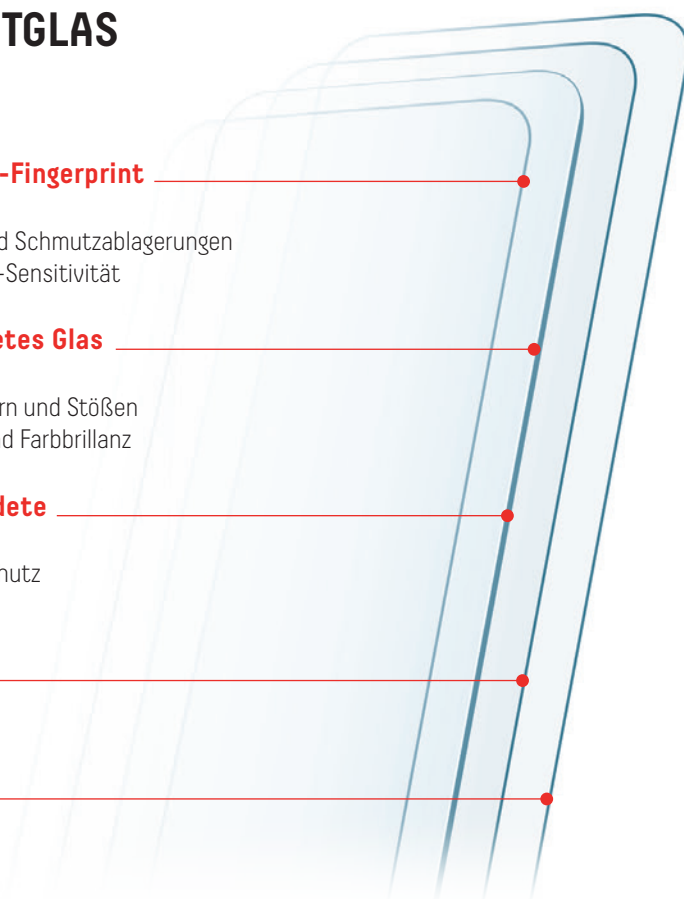 TGLAS
-Fingerprint
d Schmutzablagerungen
-Sensitivität
etes Glas
rn und Stößen
d Farbbrillanz
dete
hutz